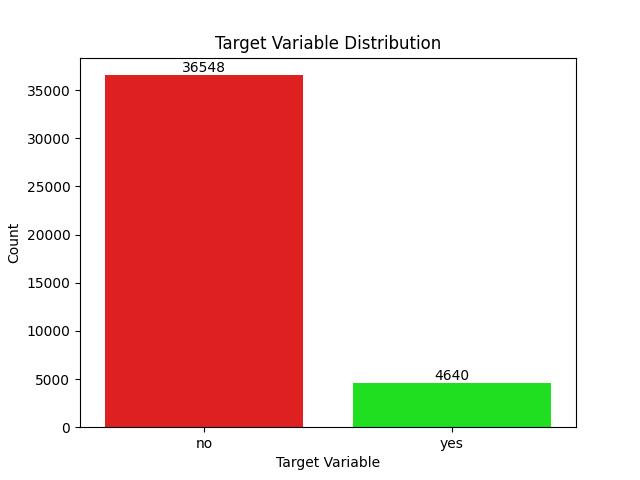 Target Variable Distribution
36548
35000
30000
25000
20000
15000
10000
5000
0
4640
Count
no
yes
Target Variable